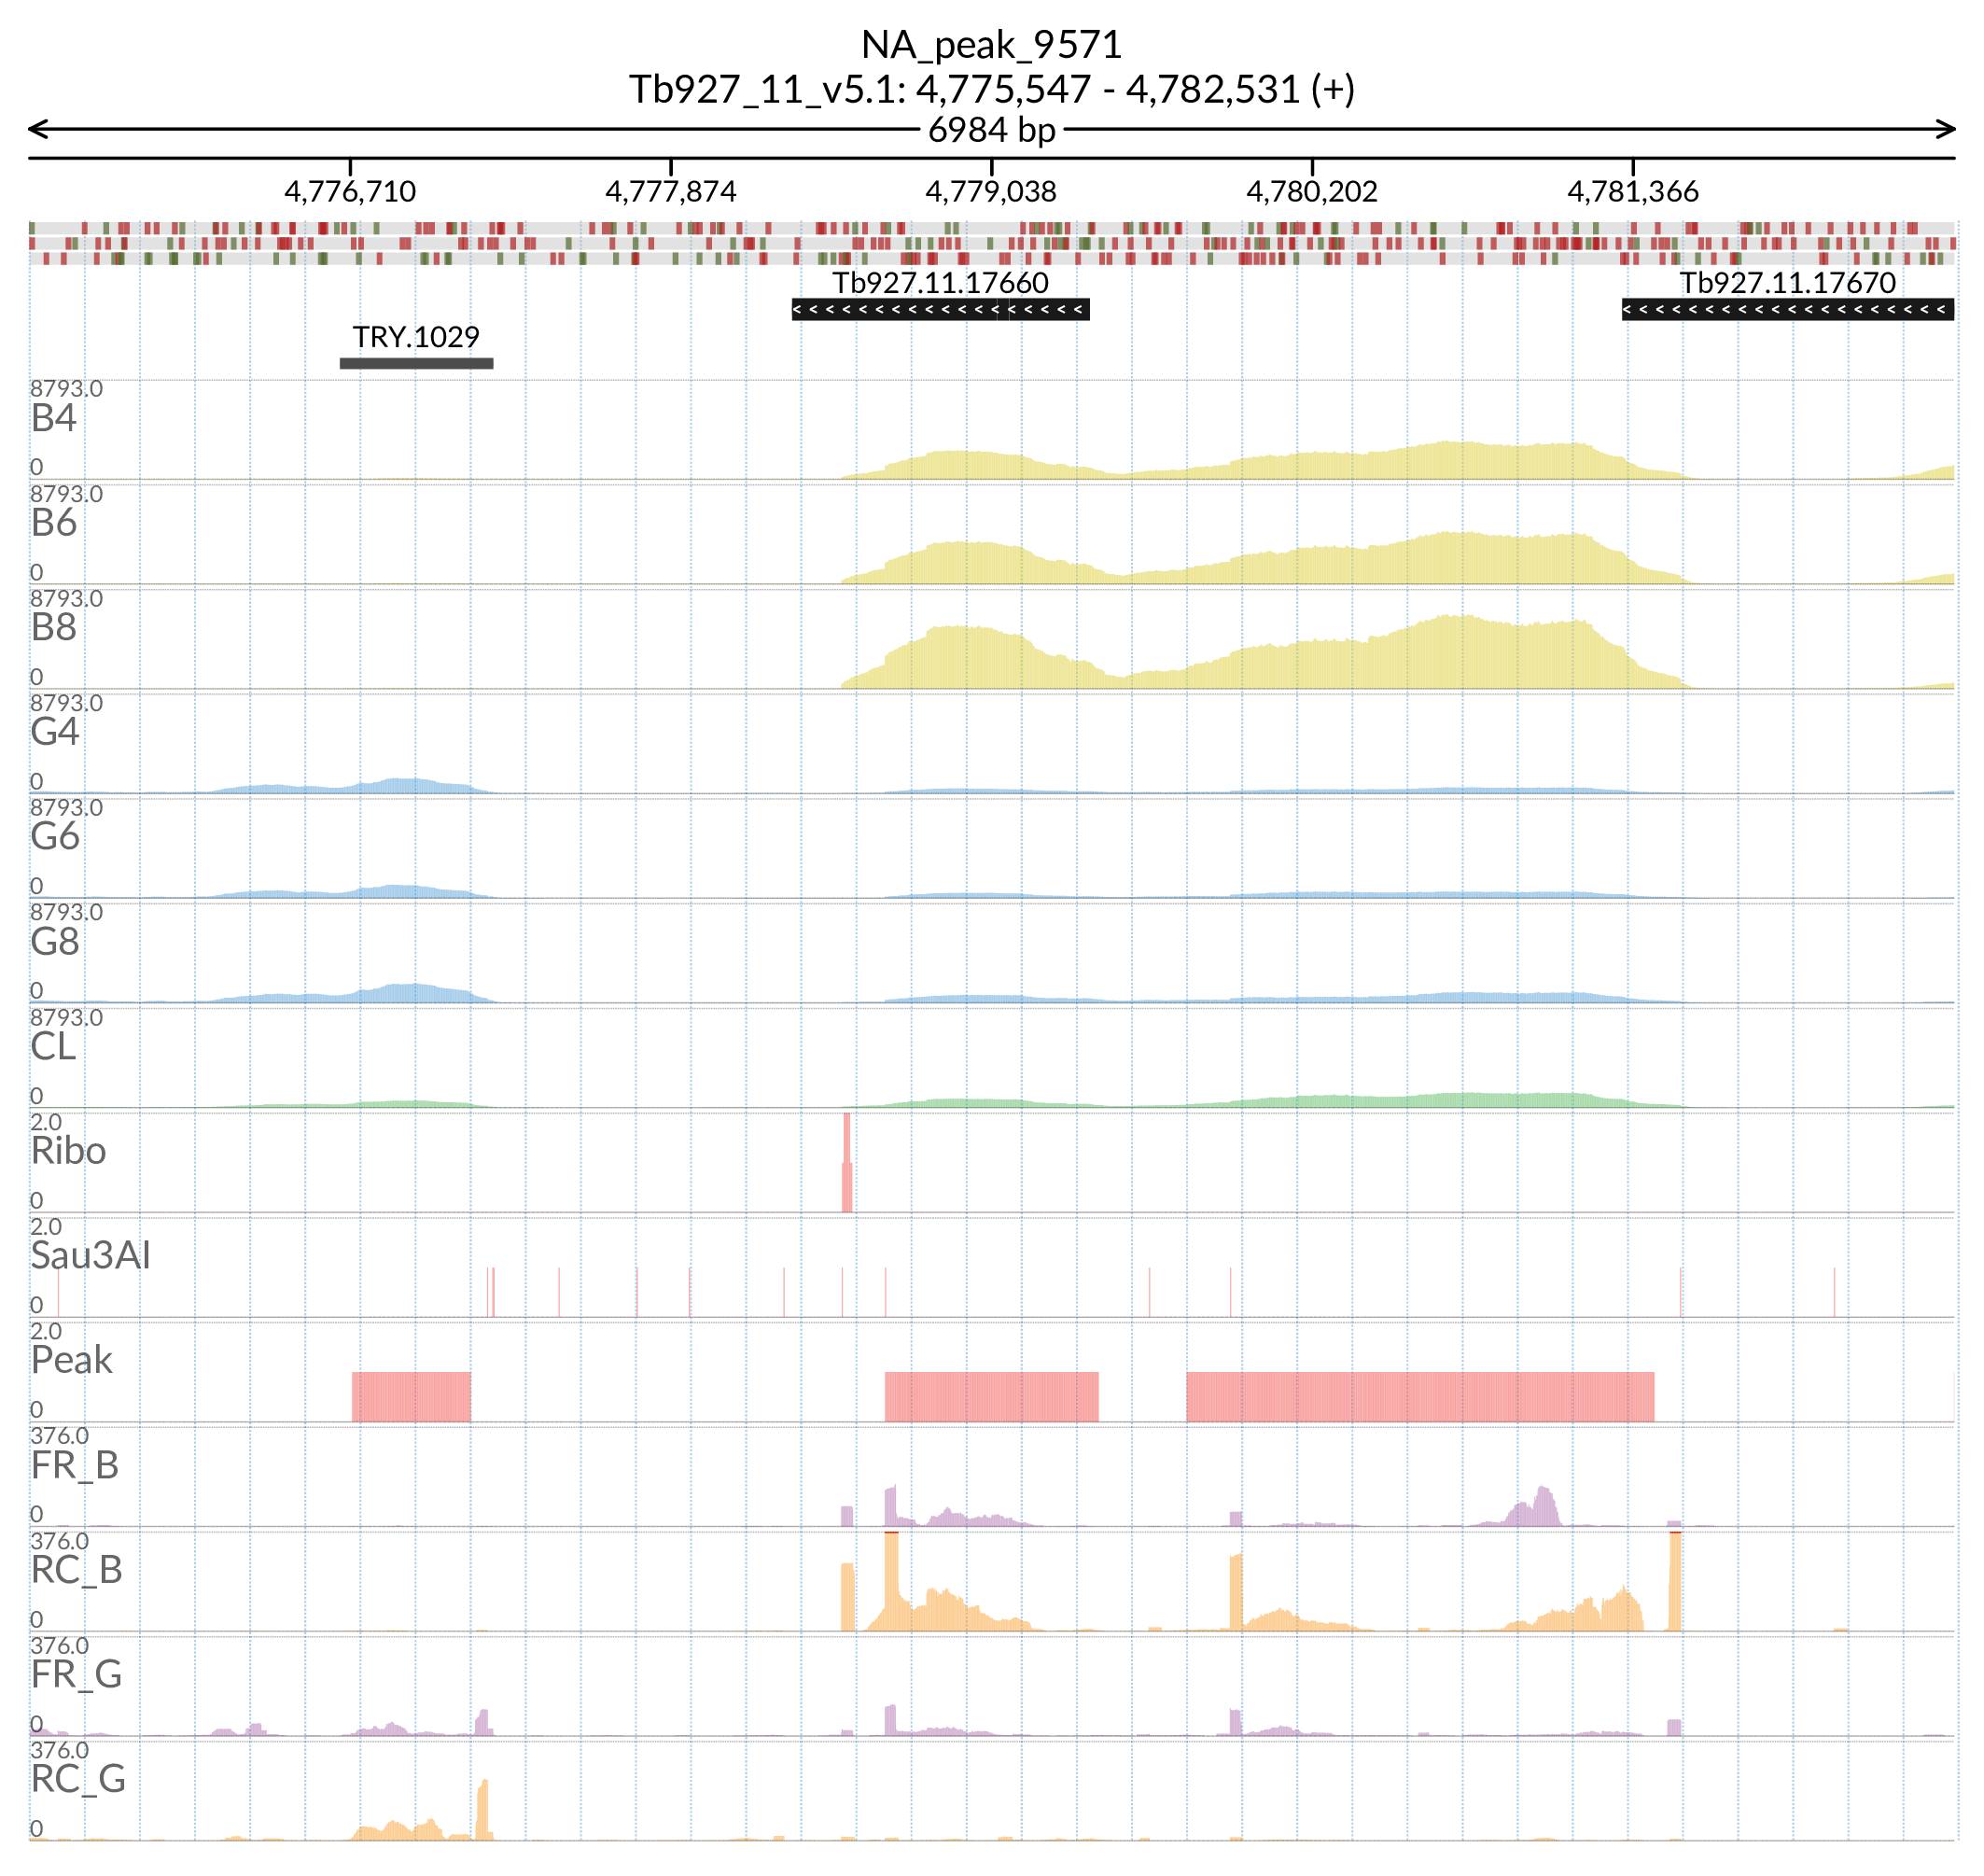 NA_peak_9571
Tb927_11_v5.1: 4,775,547 - 4,782,531 (+)
6984 bp
4,776,710 4,777,874 4,779,038 4,780,202 4,781,366
Tb927.11.17660 Tb927.11.17670
TRY.1029
8793.0
B4
0
8793.0
B6
0
8793.0
B8
0
8793.0
G4
0
8793.0
G6
0
8793.0
G8
0
8793.0
CL
0
2.0
Ribo
0
2.0
Sau3AI
0
2.0
Peak
0
376.0
FR_B
0
376.0
RC_B
0
376.0
FR_G
0
376.0
RC_G
0